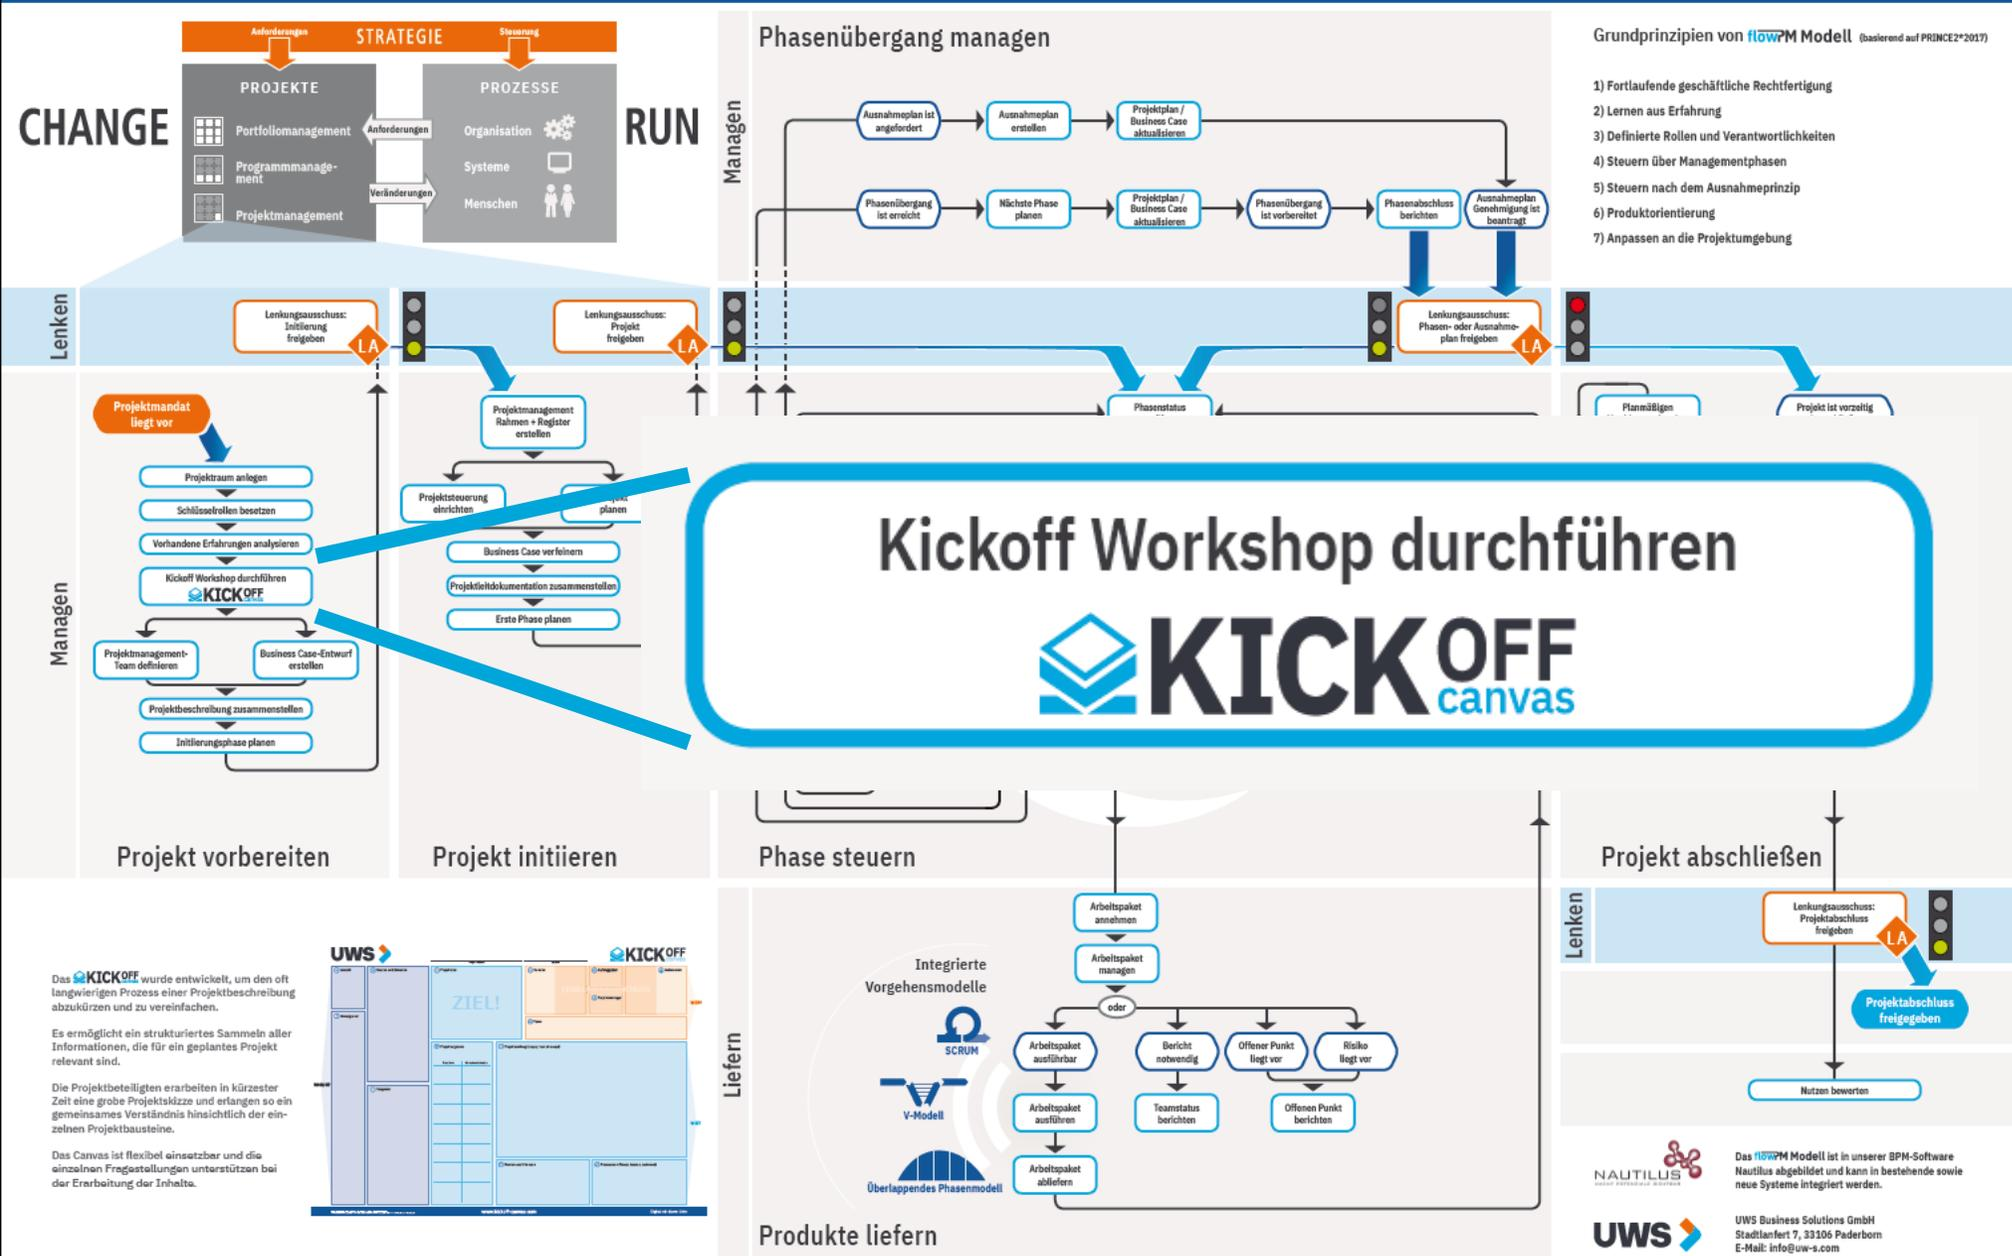 Anforderungen
STRATEGIE
Steuerung
CHANGE
PROJEKTE
Portfoliomanagement
Programmmanage-
ment
Projektmanagement
Anforderungen
Veränderungen
PROZESSE
Organisation
Systeme
Menschen
RUN
Managen
Phasenübergang managen
Ausnahmeplan ist
angefordert
Ausnahmeplan
erstellen
Projektplan /
Business Case
aktualisieren
Phasenübergang
ist erreicht
Nächste Phase
planen
Projektplan /
Business Case
aktualisieren
Phasenübergang
ist vorbereitet
Phasenabschluss
berichten
Ausnahmeplan
Genehmigung ist
beantragt
Grundprinzipien von flowPM Modell (basierend auf PRINCE2®2017)
1) Fortlaufende geschäftliche Rechtfertigung
2) Lernen aus Erfahrung
3) Definierte Rollen und Verantwortlichkeiten
4) Steuern über Managementphasen
5) Steuern nach dem Ausnahmeprinzip
6) Produktorientierung
7) Anpassen an die Projektumgebung
Lenken
Lenkungsausschuss:
Initiierung
freigeben
LA
Lenkungsausschuss:
Projekt
freigeben
LA
Lenkungsausschuss:
Phasen- oder Ausnahme-
plan freigeben
LA
Managen
Projektmandat
liegt vor
Projektraum anlegen
Schlüsselrollen besetzen
Vorhandene Erfahrungen analysieren
Kickoff Workshop durchführen
KICKOFF
canvas
Projektmanagement-
Team definieren
Business Case-Entwurf
erstellen
Projektbeschreibung zusammenstellen
Initiierungsphase planen
Projekt vorbereiten
Projektmanagement
Rahmen + Register
erstellen
Projektsteuerung
einrichten
planen
Business Case verfeinern
Projektleitdokumentation zusammenstellen
Erste Phase planen
Projekt initiieren
Phasenstatus
Planmäßigen
Projekt ist vorzeitig
Kickoff Workshop durchführen
KICKOFF
canvas
Phase steuern
Projekt abschließen
Das KICKOFF wurde entwickelt, um den oft
langwierigen Prozess einer Projektbeschreibung
abzukürzen und zu vereinfachen.
Es ermöglicht ein strukturiertes Sammeln aller
Informationen, die für ein geplantes Projekt
relevant sind.
Die Projektbeteiligten erarbeiten in kürzester
Zeit eine grobe Projektskizze und erlangen so ein
gemeinsames Verständnis hinsichtlich der ein-
zelnen Projektbausteine.
Das Canvas ist flexibel einsetzbar und die
einzelnen Fragestellungen unterstützen bei
der Erarbeitung der Inhalte.
UWS
KICKOFF
ZIEL!
Liefern
Arbeitspaket
annehmen
Arbeitspaket
managen
oder
Integrierte
Vorgehensmodelle
SCRUM
V-Modell
Überlappendes Phasenmodell
Arbeitspaket
ausführbar
Bericht
notwendig
Offener Punkt
liegt vor
Risiko
liegt vor
Arbeitspaket
ausführen
Teamstatus
berichten
Offenen Punkt
berichten
Arbeitspaket
abliefern
Produkte liefern
Lenken
Lenkungsausschuss:
Projektabschluss
freigeben
LA
Projektabschluss
freigegeben
Nutzen bewerten
NAUTILUS
Das flowPM Modell ist in unserer BPM-Software
Nautilus abgebildet und kann in bestehende sowie
neue Systeme integriert werden.
UWS
UWS Business Solutions GmbH
Stadtlanfert 7, 33106 Paderborn
E-Mail: info@uw-s.com